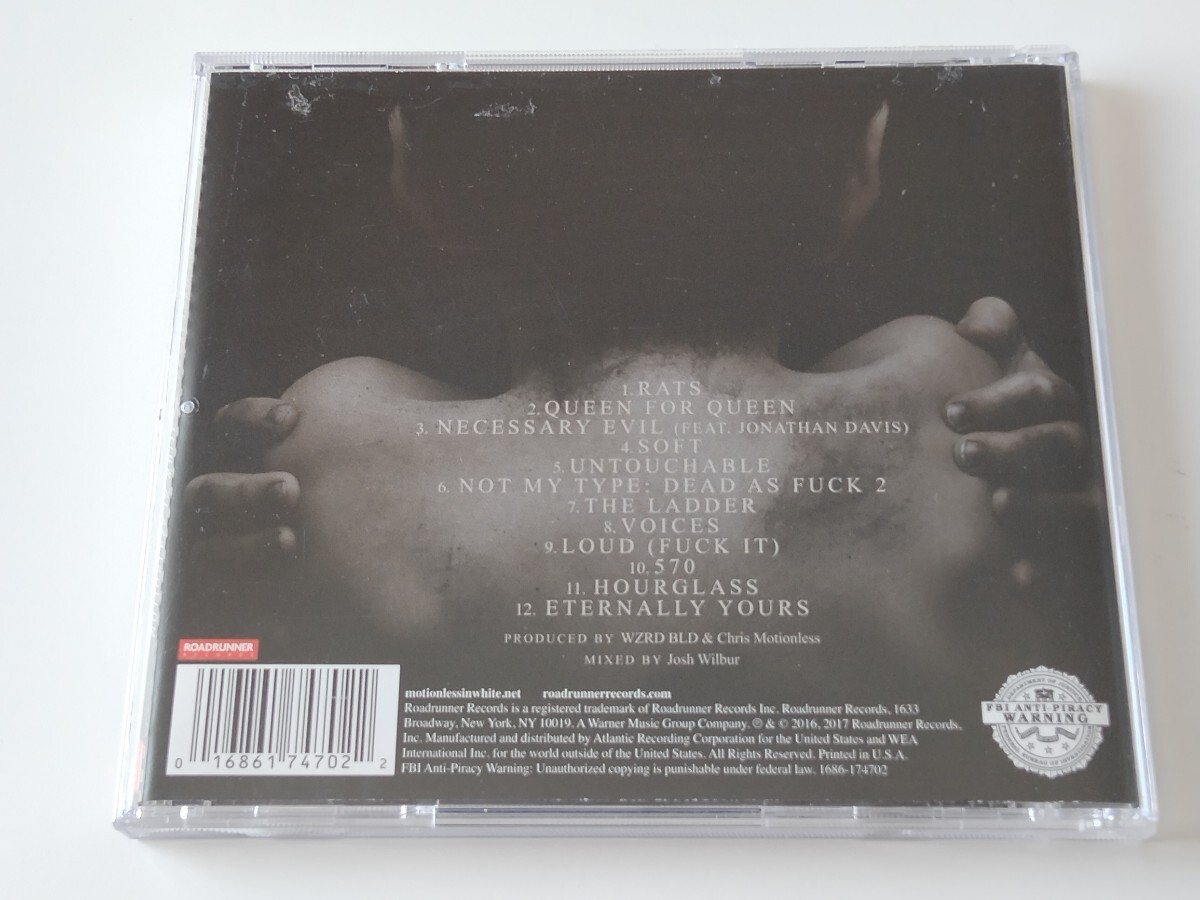 1. RATS
2. QUEEN FOR QUEEN
3. NECESSARY EVIL (FEAT. JONATHAN DAVIS)
4. SOFT
5. UNTOUCHABLE
6. NOT MY TYPE: DEAD AS FUCK 2
7. THE LADDER
8. VOICES
9. LOUD (FUCK IT)
10. 570
11. HOURGLASS
12. ETERNALLY YOURS
PRODUCED BY WZRD BLD & Chris Motionless
MIXED BY Josh Wilbur
ROADRUNNER
RECORDS
0 16861 74702 2
motionlessinwhite.net roadrunnerrecords.com
Roadrunner Records is a registered trademark of Roadrunner Records Inc. Roadrunner Records, 1633
Broadway, New York, NY 10019. A Warner Music Group Company. ℗ & © 2016, 2017 Roadrunner Records,
Inc. Manufactured and distributed by Atlantic Recording Corporation for the United States and WEA
International Inc. for the world outside of the United States. All Rights Reserved. Printed in U.S.A.
FBI Anti-Piracy Warning: Unauthorized copying is punishable under federal law. 1686-174702
FBI ANTI-PIRACY
WARNING